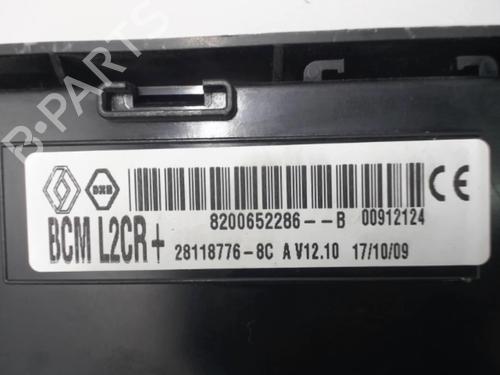 B-PARTS
8200652286--B 00912124
BCM L2CR+ 28118776-8C A V12.10 17/10/09
CE